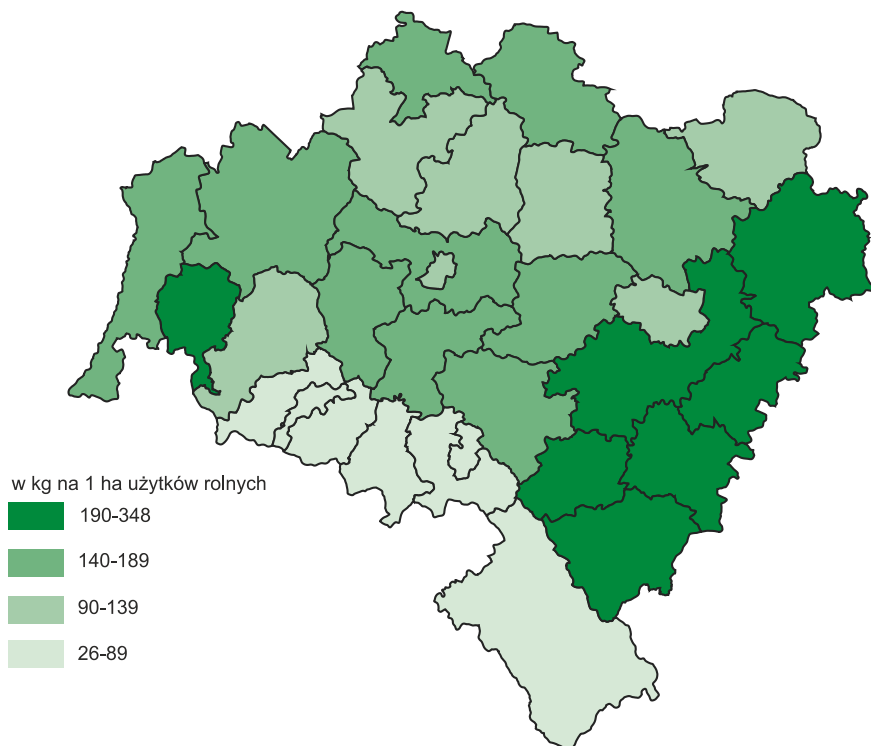 w kg na 1 ha użytków rolnych
190-348
140-189
90-139
26-89